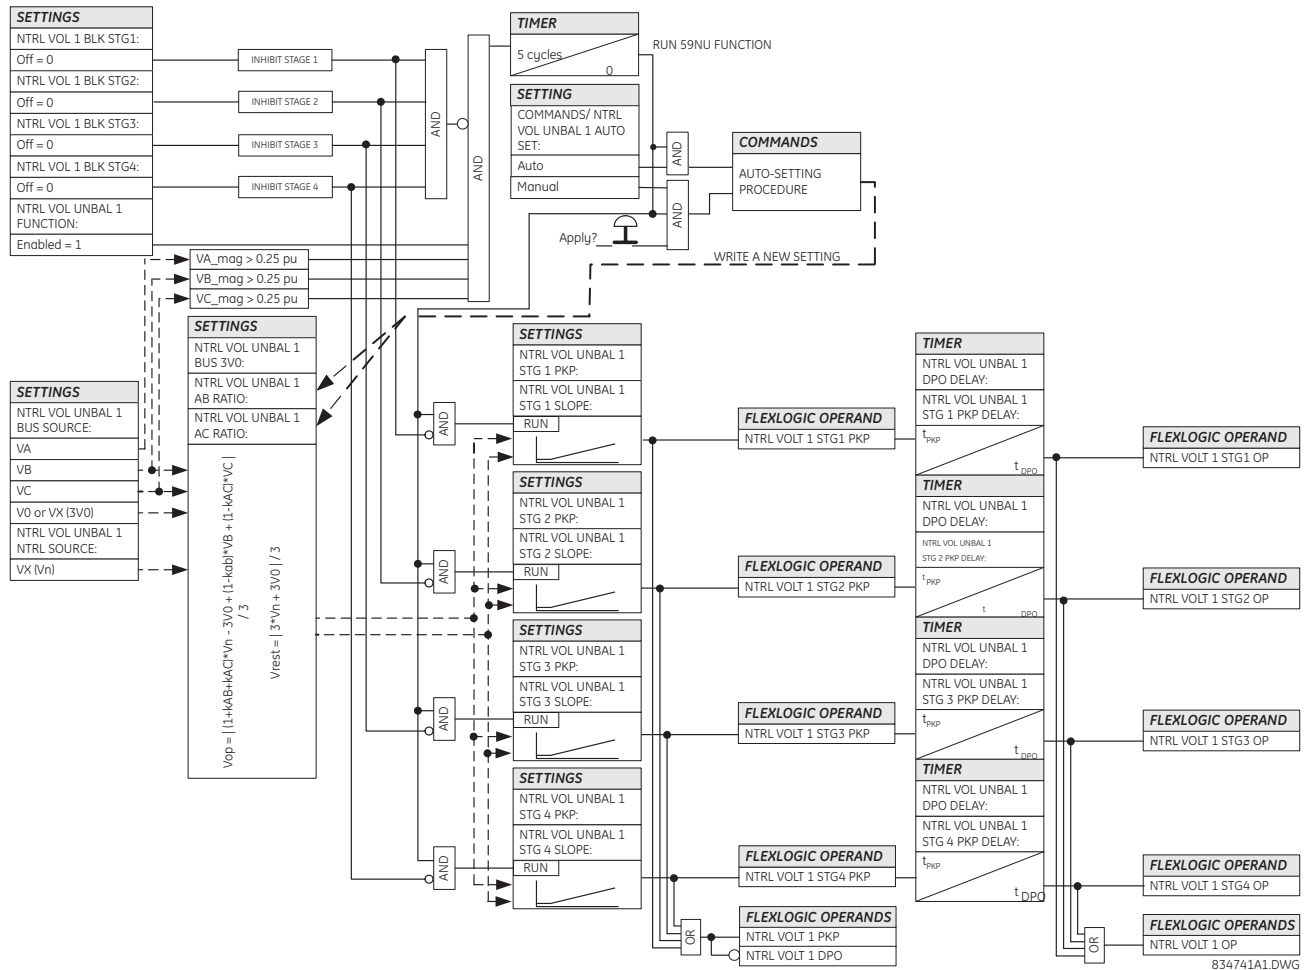 SETTINGS
NTRL VOL 1 BLK STG1:
Off = 0
NTRL VOL 1 BLK STG2:
Off = 0
NTRL VOL 1 BLK STG3:
Off = 0
NTRL VOL 1 BLK STG4:
Off = 0
NTRL VOL UNBAL 1
FUNCTION:
Enabled = 1
INHIBIT STAGE 1
INHIBIT STAGE 2
INHIBIT STAGE 3
INHIBIT STAGE 4
AND
AND
TIMER
5 cycles
0
RUN 59NU FUNCTION
SETTING
COMMANDS/ NTRL
VOL UNBAL 1 AUTO
SET:
Auto
Manual
AND
AND
Apply?
COMMANDS
AUTO-SETTING
PROCEDURE
WRITE A NEW SETTING
VA_mag > 0.25 pu
VB_mag > 0.25 pu
VC_mag > 0.25 pu
SETTINGS
NTRL VOL UNBAL 1
BUS 3V0:
NTRL VOL UNBAL 1
AB RATIO:
NTRL VOL UNBAL 1
AC RATIO:
Vop = | (1+kAB+kAC)*Vn - 3V0 + (1-kab)*VB + (1-kAC)*VC |
/ 3
Vrest = | 3*Vn + 3V0 | / 3
SETTINGS
NTRL VOL UNBAL 1
BUS SOURCE:
VA
VB
VC
V0 or VX (3V0)
NTRL VOL UNBAL 1
NTRL SOURCE:
VX (Vn)
AND
AND
AND
AND
SETTINGS
NTRL VOL UNBAL 1
STG 1 PKP:
NTRL VOL UNBAL 1
STG 1 SLOPE:
RUN
SETTINGS
NTRL VOL UNBAL 1
STG 2 PKP:
NTRL VOL UNBAL 1
STG 2 SLOPE:
RUN
SETTINGS
NTRL VOL UNBAL 1
STG 3 PKP:
NTRL VOL UNBAL 1
STG 3 SLOPE:
RUN
SETTINGS
NTRL VOL UNBAL 1
STG 4 PKP:
NTRL VOL UNBAL 1
STG 4 SLOPE:
RUN
FLEXLOGIC OPERAND
NTRL VOLT 1 STG1 PKP
FLEXLOGIC OPERAND
NTRL VOLT 1 STG2 PKP
FLEXLOGIC OPERAND
NTRL VOLT 1 STG3 PKP
FLEXLOGIC OPERAND
NTRL VOLT 1 STG4 PKP
OR
FLEXLOGIC OPERANDS
NTRL VOLT 1 PKP
NTRL VOLT 1 DPO
TIMER
NTRL VOL UNBAL 1
DPO DELAY:
NTRL VOL UNBAL 1
STG 1 PKP DELAY:
tPKP
t DPO
TIMER
NTRL VOL UNBAL 1
DPO DELAY:
NTRL VOL UNBAL 1
STG 2 PKP DELAY:
tPKP
t DPO
TIMER
NTRL VOL UNBAL 1
DPO DELAY:
NTRL VOL UNBAL 1
STG 3 PKP DELAY:
tPKP
t DPO
TIMER
NTRL VOL UNBAL 1
DPO DELAY:
NTRL VOL UNBAL 1
STG 4 PKP DELAY:
tPKP
t DPO
FLEXLOGIC OPERAND
NTRL VOLT 1 STG1 OP
FLEXLOGIC OPERAND
NTRL VOLT 1 STG2 OP
FLEXLOGIC OPERAND
NTRL VOLT 1 STG3 OP
FLEXLOGIC OPERAND
NTRL VOLT 1 STG4 OP
OR
FLEXLOGIC OPERANDS
NTRL VOLT 1 OP
834741A1.DWG